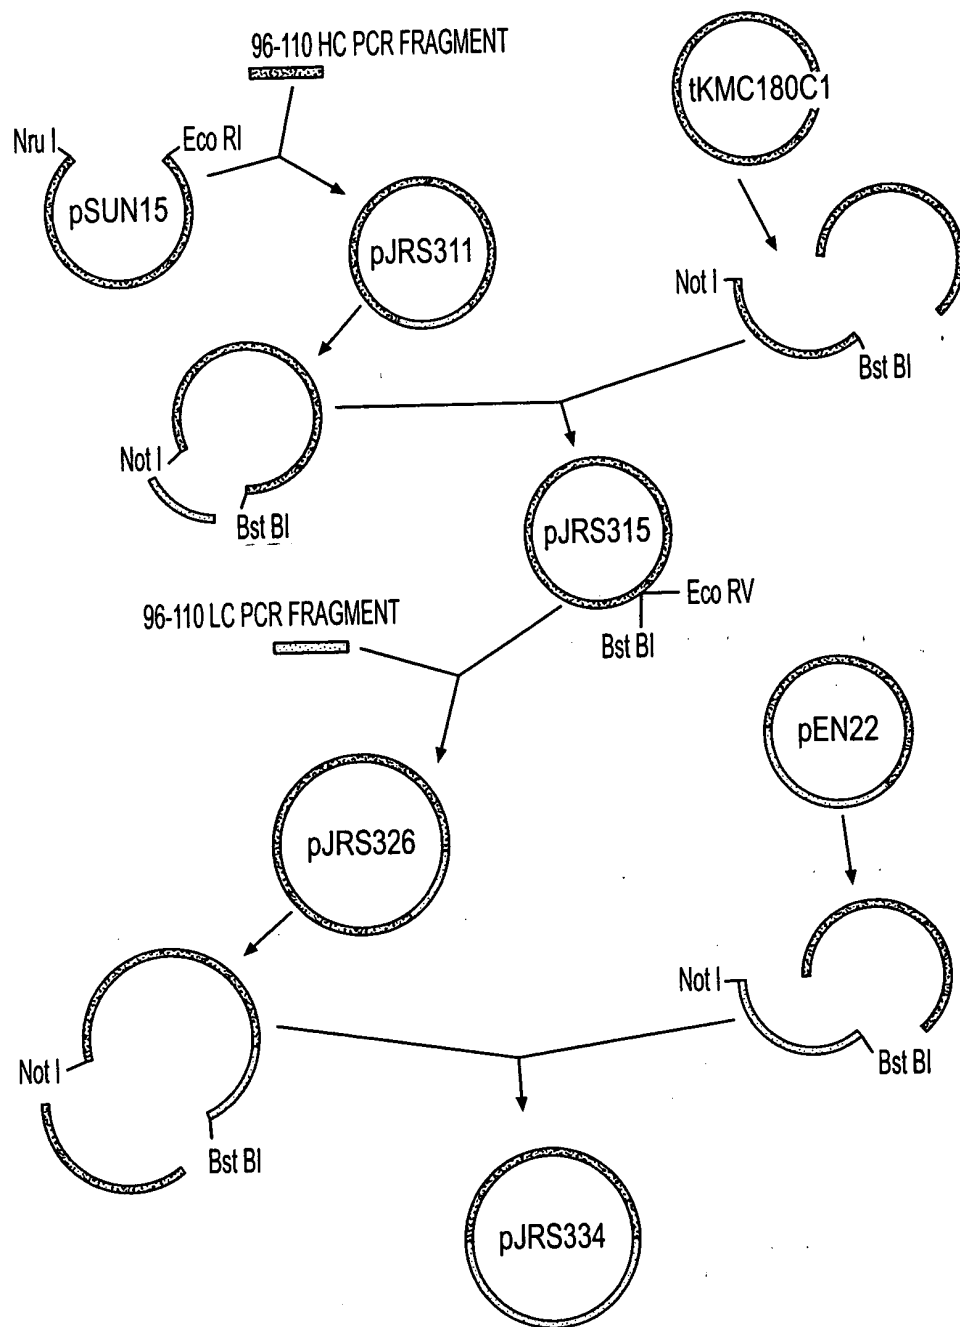 96-110 HC PCR FRAGMENT
tKMC180C1
Nru I
Eco RI
pSUN15
pJRS311
Not I
Bst BI
Not I
Bst BI
pJRS315
Eco RV
Bst BI
96-110 LC PCR FRAGMENT
pEN22
pJRS326
Not I
Bst BI
Not I
Bst BI
pJRS334